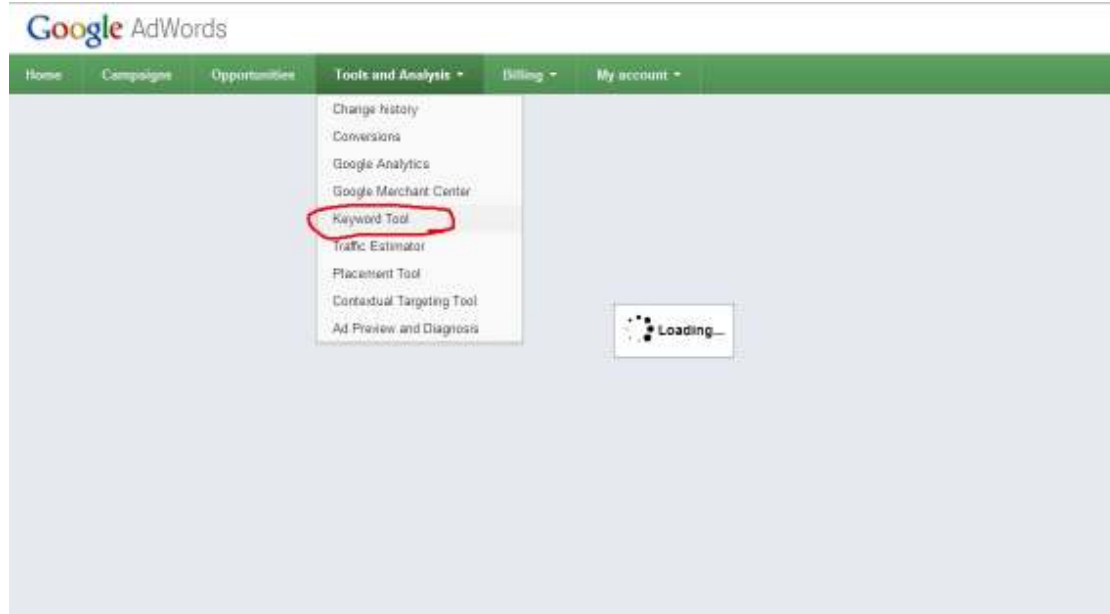 Google AdWords
Home Campaigns Opportunities Tools and Analysis Billing My account
Change history
Conversions
Google Analytics
Google Merchant Center
Keyword Tool
Traffic Estimator
Placement Tool
Contextual Targeting Tool
Ad Preview and Diagnosis
Loading...